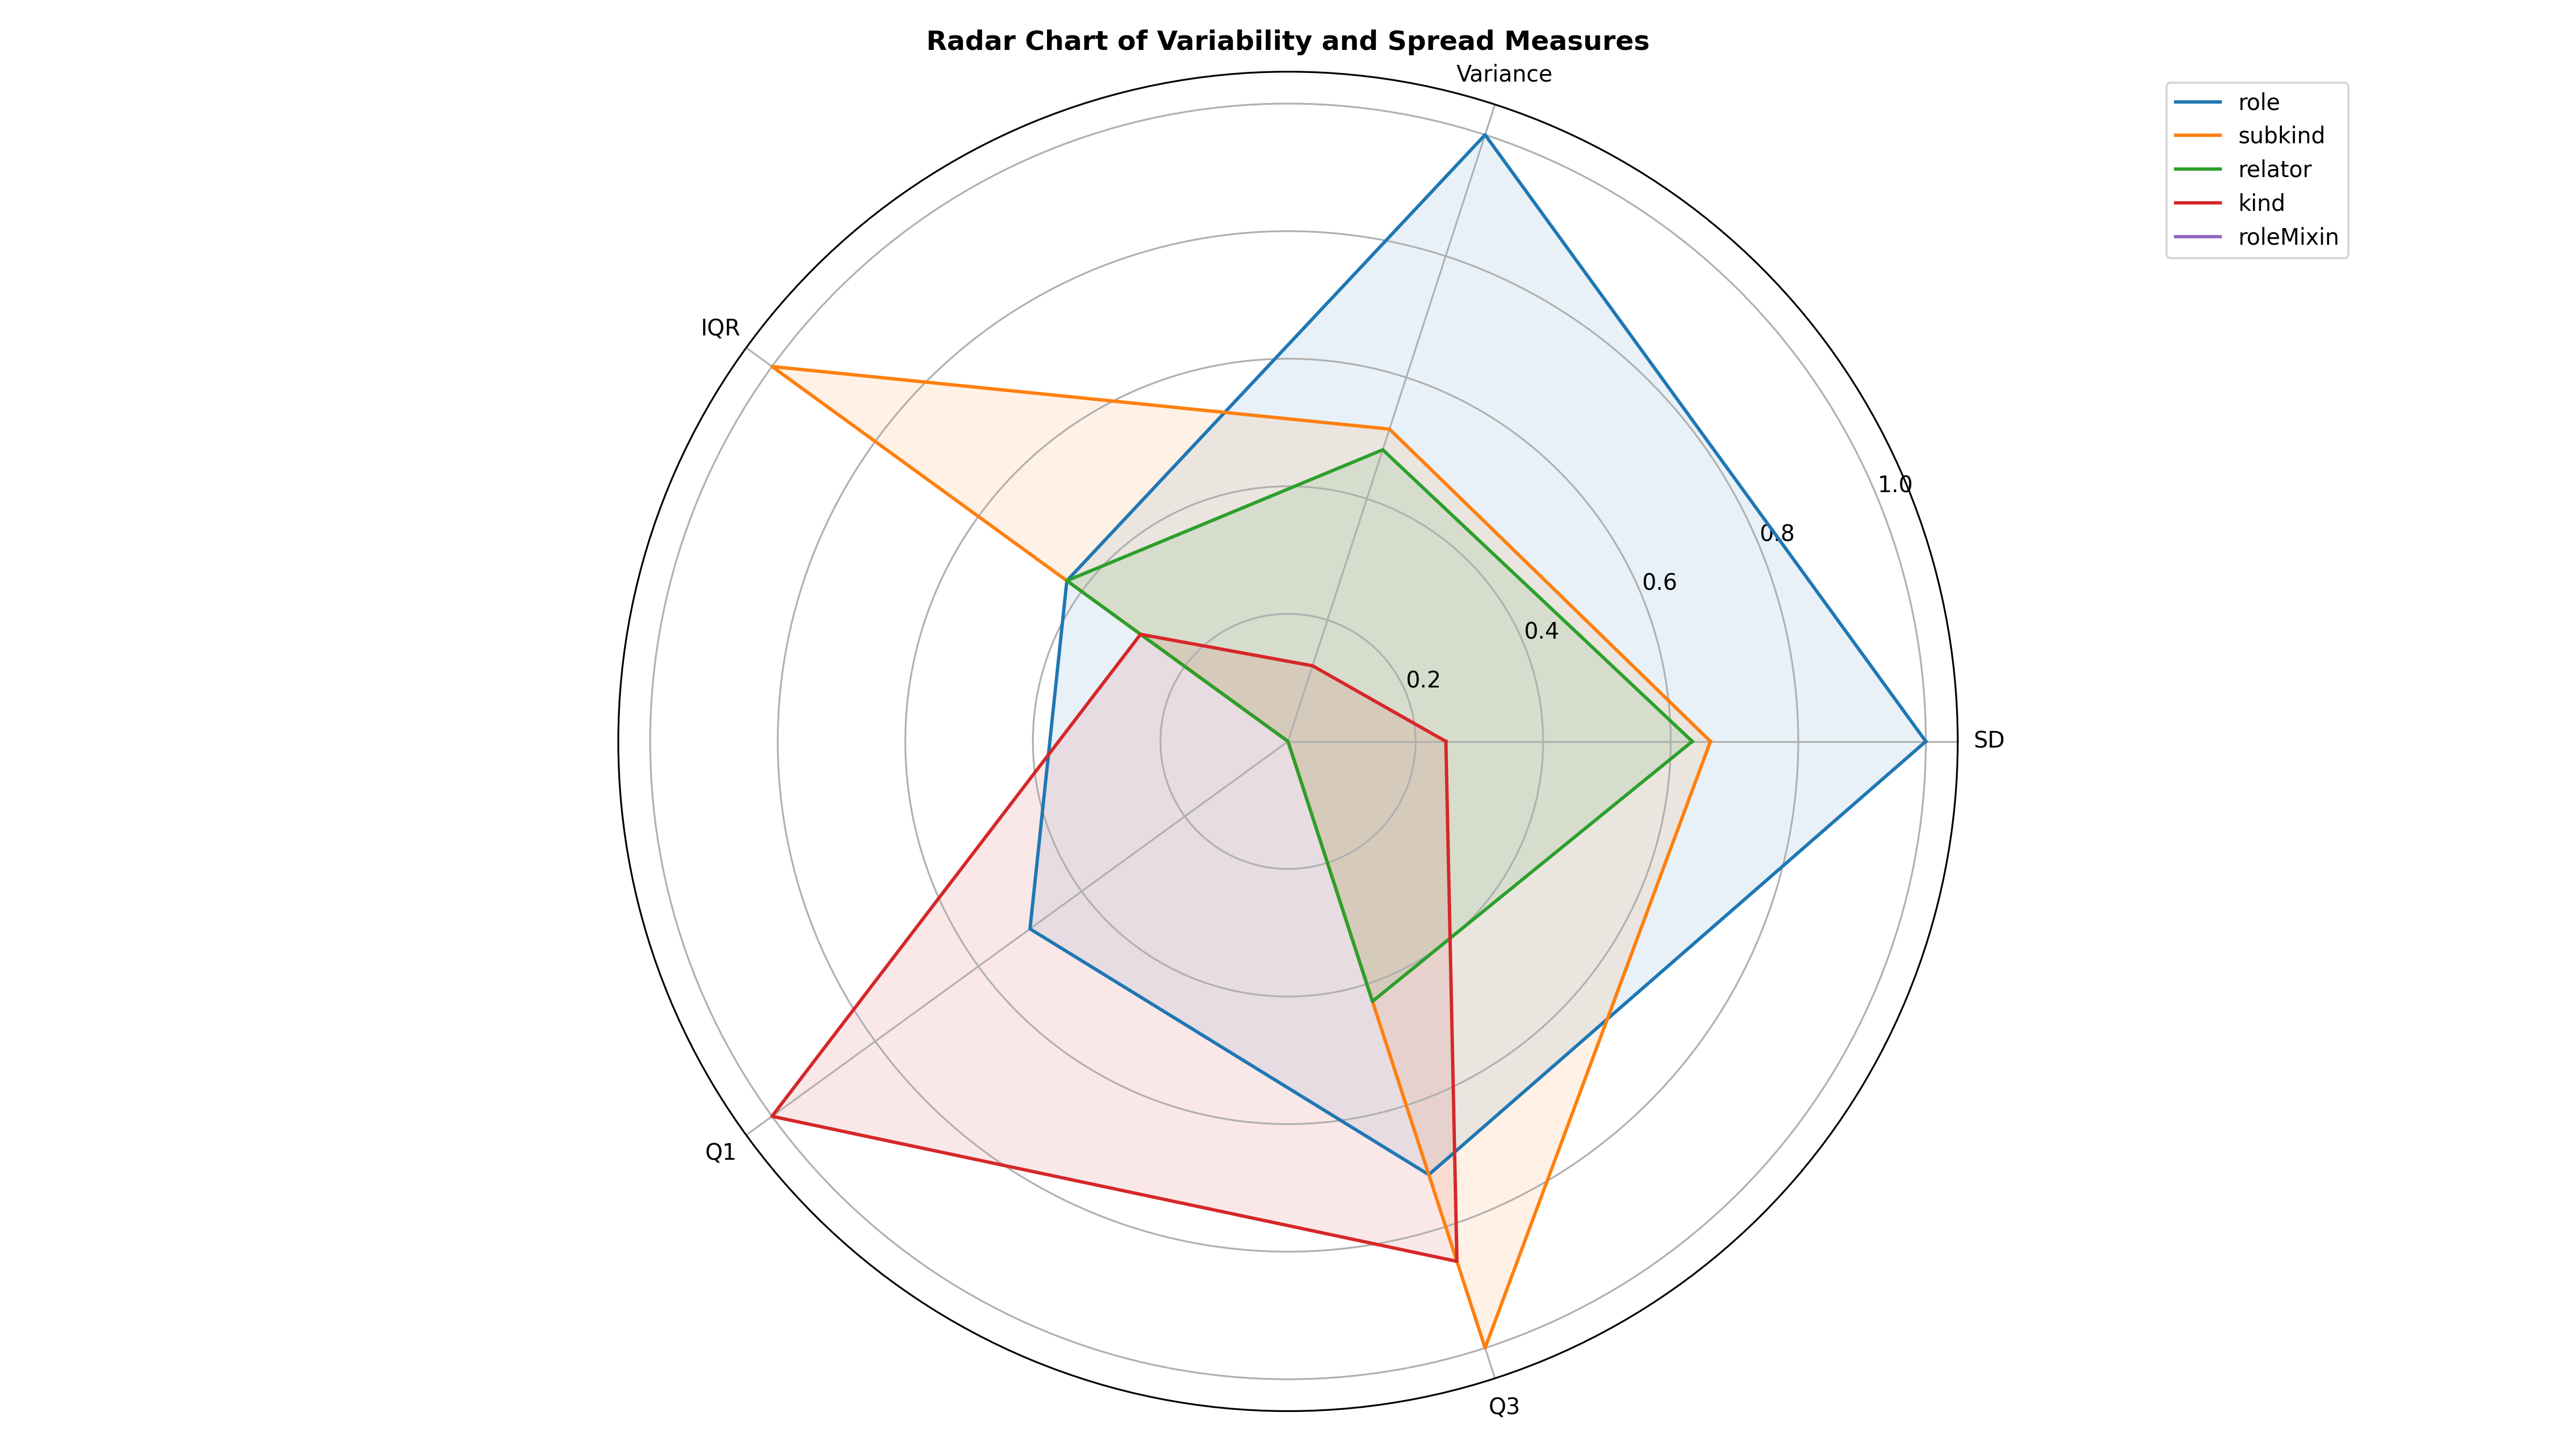 Radar Chart of Variability and Spread Measures
Variance
role
subkind
relator
kind
roleMixin
IQR
1.0
0.8
0.6
0.4
0.2
SD
Q1
Q3